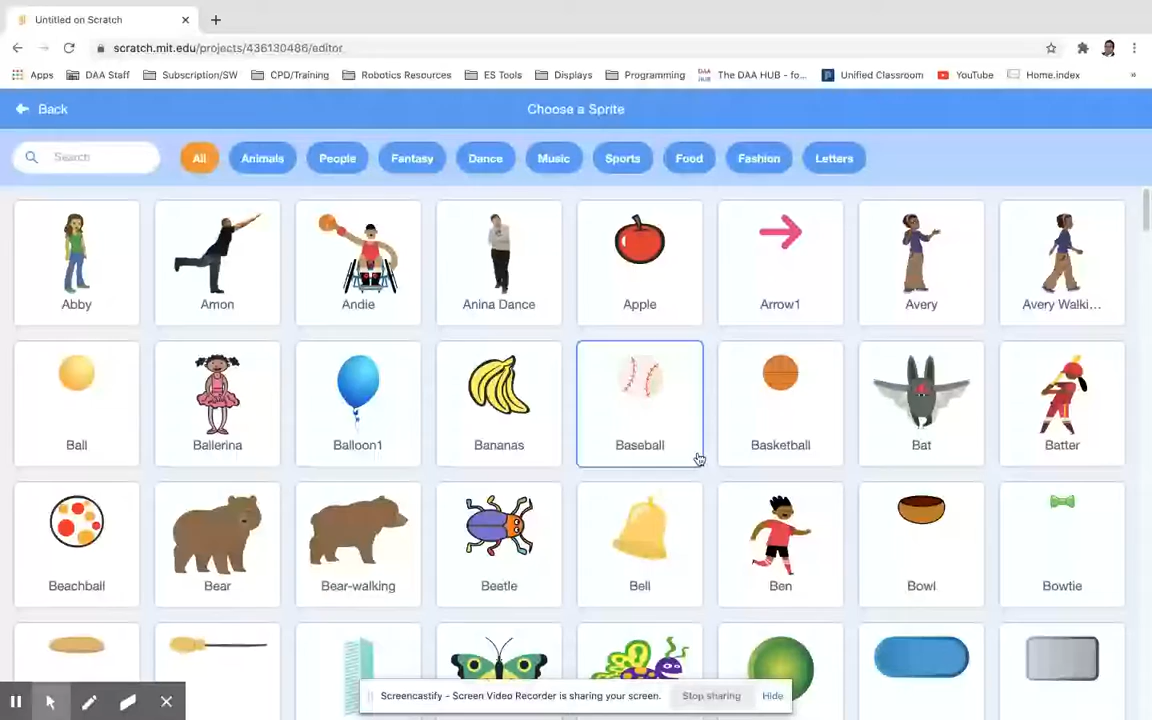 Untitled on Scratch
scratch.mit.edu/projects/436130486/editor
Apps DAA Staff Subscription/SW CPD/Training Robotics Resources ES Tools Displays Programming The DAA HUB - fo... Unified Classroom YouTube Home.index »
Back
Choose a Sprite
Search All Animals People Fantasy Dance Music Sports Food Fashion Letters
Abby Amon Andie Anina Dance Apple Arrow1 Avery Avery Walki...
Ball Ballerina Balloon1 Bananas Baseball Basketball Bat Batter
Beachball Bear Bear-walking Beetle Bell Ben Bowl Bowtie
Screencastify - Screen Video Recorder is sharing your screen. Stop sharing Hide